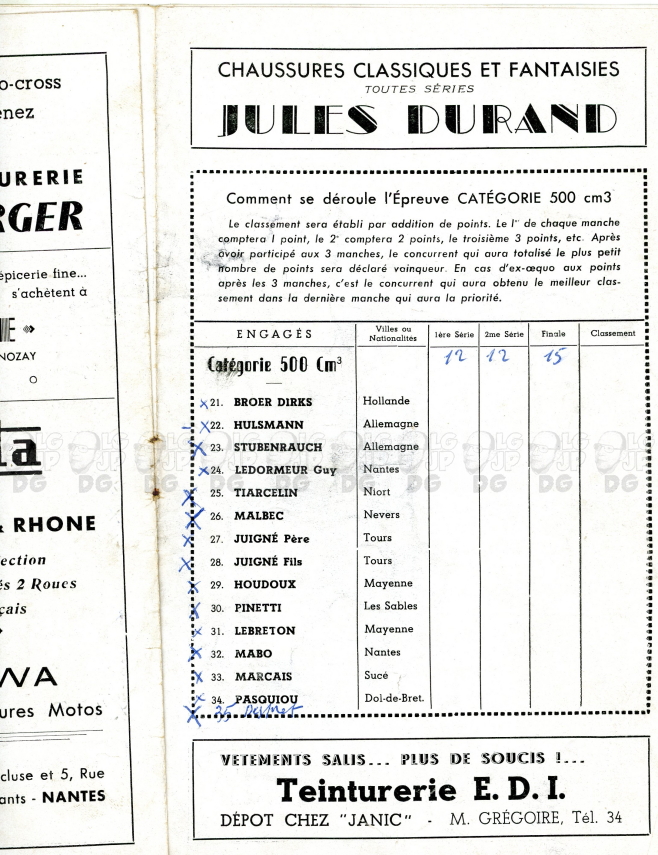 o-cross
enez
URERIE
RGER
épicerie fine...
s'achètent à
NOZAY
& RHONE
ection
és 2 Roues
çais
WA
ures Motos
cluse et 5, Rue
ants - NANTES
CHAUSSURES CLASSIQUES ET FANTAISIES
TOUTES SÉRIES
JULES DURAND
Comment se déroule l'Épreuve CATÉGORIE 500 cm3
Le classement sera établi par addition de points. Le 1er de chaque manche
comptera 1 point, le 2e comptera 2 points, le troisième 3 points, etc. Après
avoir participé aux 3 manches, le concurrent qui aura totalisé le plus petit
nombre de points sera déclaré vainqueur. En cas d'ex-æquo aux points
après les 3 manches, c'est le concurrent qui aura obtenu le meilleur clas-
sement dans la dernière manche qui aura la priorité.
ENGAGÉS Villes ou Nationalités 1ère Série 2me Série Finale Classement
Catégorie 500 Cm3 12 12 15
x 21. BROER DIRKS Hollande
- x 22. HULSMANN Allemagne
x 23. STUBENRAUCH Allemagne
x 24. LEDORMEUR Guy Nantes
x 25. TIARCELIN Niort
x 26. MALBEC Nevers
x 27. JUIGNÉ Père Tours
x 28. JUIGNÉ Fils Tours
x 29. HOUDOUX Mayenne
x 30. PINETTI Les Sables
x 31. LEBRETON Mayenne
x 32. MABO Nantes
x 33. MARCAIS Sucé
x 34. PASQUIOU Dol-de-Bret.
x 35
VETEMENTS SALIS... PLUS DE SOUCIS !...
Teinturerie E. D. I.
DÉPOT CHEZ "JANIC" - M. GRÉGOIRE, Tél. 34
LG JP DG